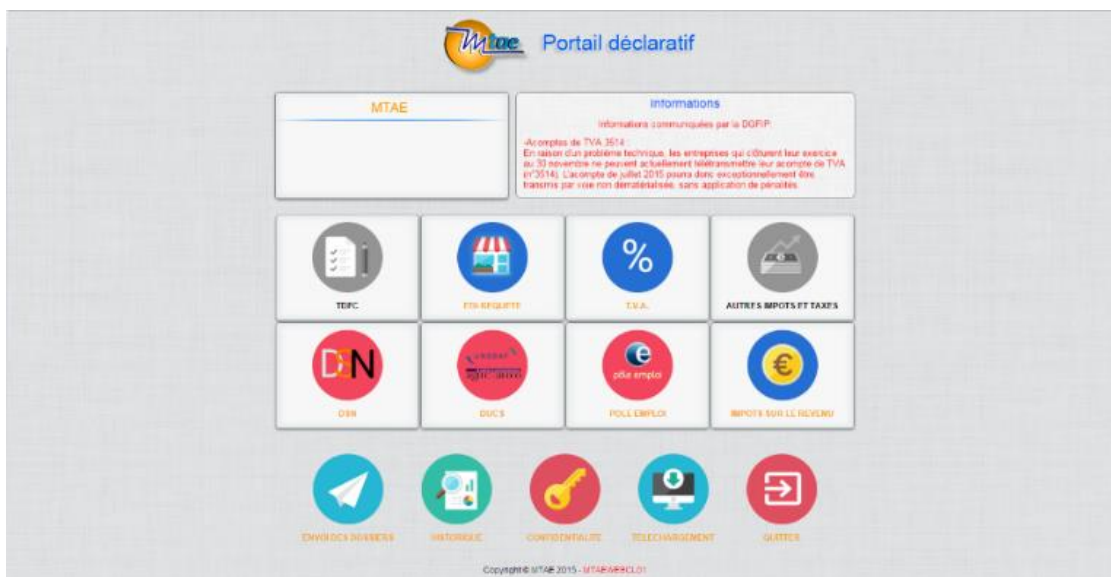 Mtae Portail déclaratif
MTAE
Informations
Informations communiquées par la DGFIP:
-Acomptes de TVA 3514 :
En raison d'un problème technique, les entreprises qui clôturent leur exercice
au 30 novembre ne peuvent actuellement télétransmettre leur acompte de TVA
(n°3514). L'acompte de juillet 2015 pourra donc exceptionnellement être
transmis par voie non dématérialisée, sans application de pénalités.
%
TDFC
EDI-REQUETE
T.V.A.
AUTRES IMPOTS ET TAXES
DSN
pôle emploi
€
DSN
DUCS
POLE EMPLOI
IMPOTS SUR LE REVENU
ENVOI DES DOSSIERS
HISTORIQUE
CONFIDENTIALITE
TELECHARGEMENT
QUITTER
Copyright © MTAE 2015 - MTAEWEBCL01